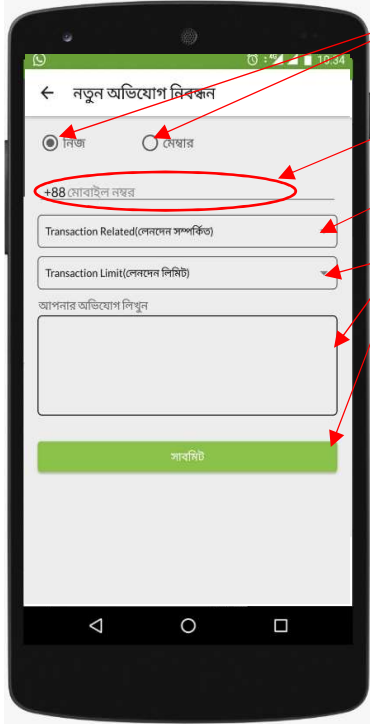 10:34
নতুন অভিযোগ নিবন্ধন
নিজ মেম্বার
+88 মোবাইল নম্বর
Transaction Related(লেনদেন সম্পর্কিত)
Transaction Limit(লেনদেন লিমিট)
আপনার অভিযোগ লিখুন
সাবমিট